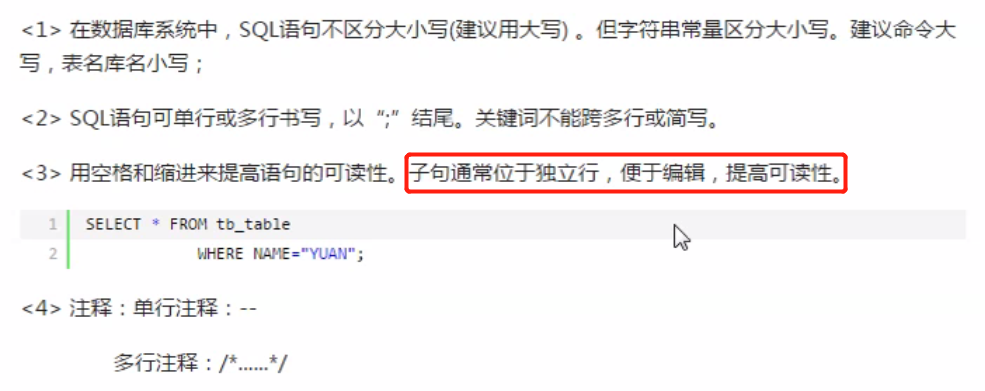 <1> 在数据库系统中，SQL语句不区分大小写(建议用大写) 。但字符串常量区分大小写。建议命令大
写，表名库名小写；
<2> SQL语句可单行或多行书写，以“;”结尾。关键词不能跨多行或简写。
<3> 用空格和缩进来提高语句的可读性。子句通常位于独立行，便于编辑，提高可读性。
1 SELECT * FROM tb_table
2 WHERE NAME="YUAN";
<4> 注释：单行注释：--
多行注释：/*......*/